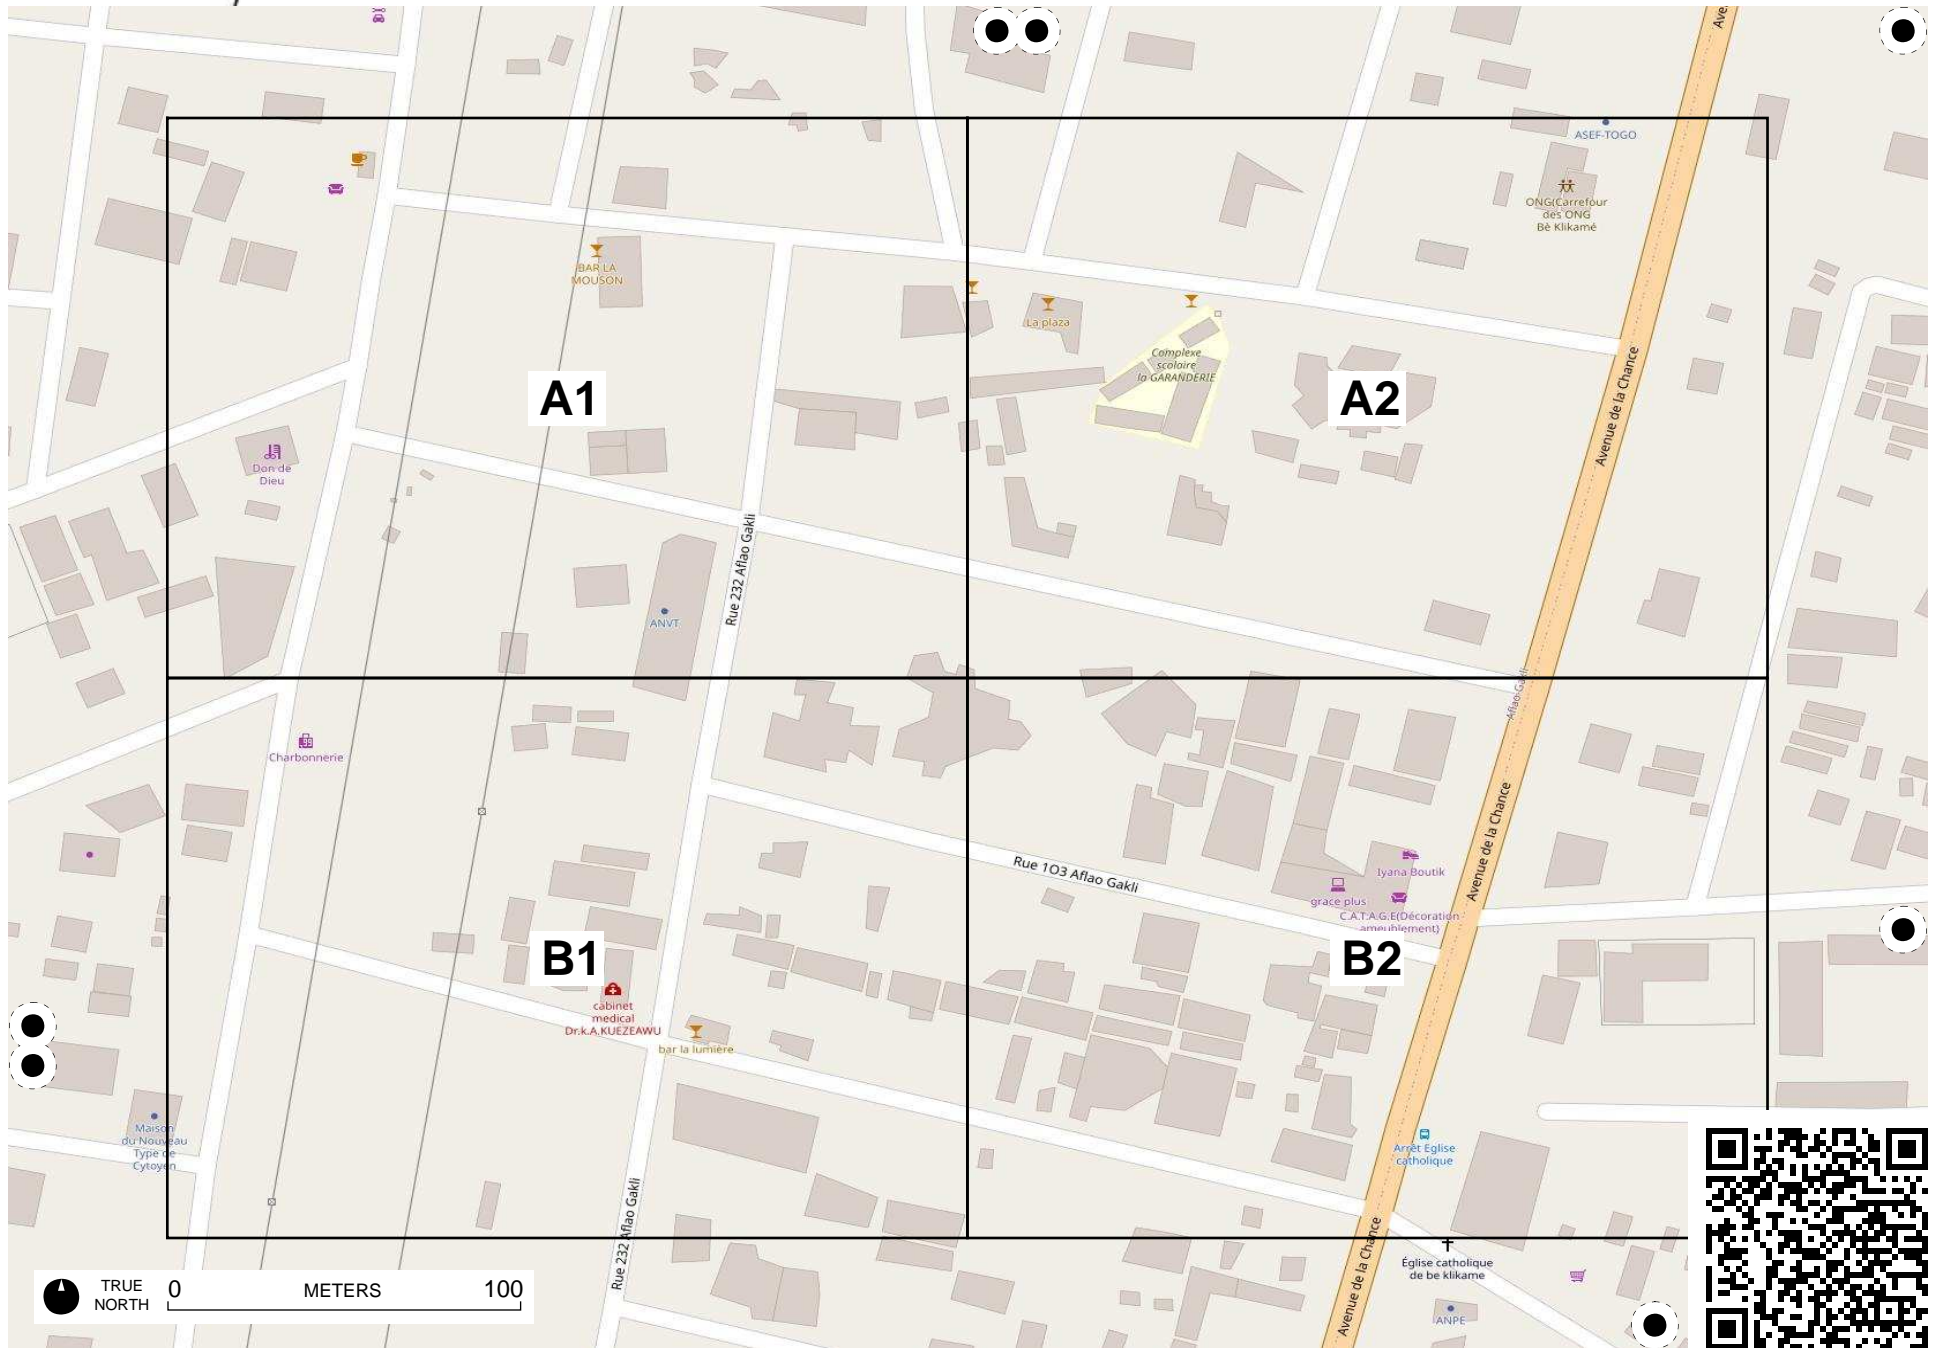 Ave
ASEF-TOGO
ONG(Carrefour
des ONG
Bè Klikamé
BAR LA
MOUSON
La plaza
Complexe
scolaire
la GARANDERIE
A1
A2
Avenue de la Chance
Don de
Dieu
Rue 232 Aflao Gakli
ANVT
Aflao Gakli
Charbonnerie
Avenue de la Chance
Rue 1O3 Aflao Gakli
Iyana Boutik
grace plus
C.A.T.A.G.E(Décoration
ameublement)
B1
B2
cabinet
medical
Dr.k.A.KUEZEAWU
bar la lumière
Maison
du Nouveau
Type de
Cytoyen
Arrêt Eglise
catholique
Rue 232 Aflao Gakli
Avenue de la Chance
Église catholique
de be klikame
ANPE
TRUE
NORTH
0 METERS 100